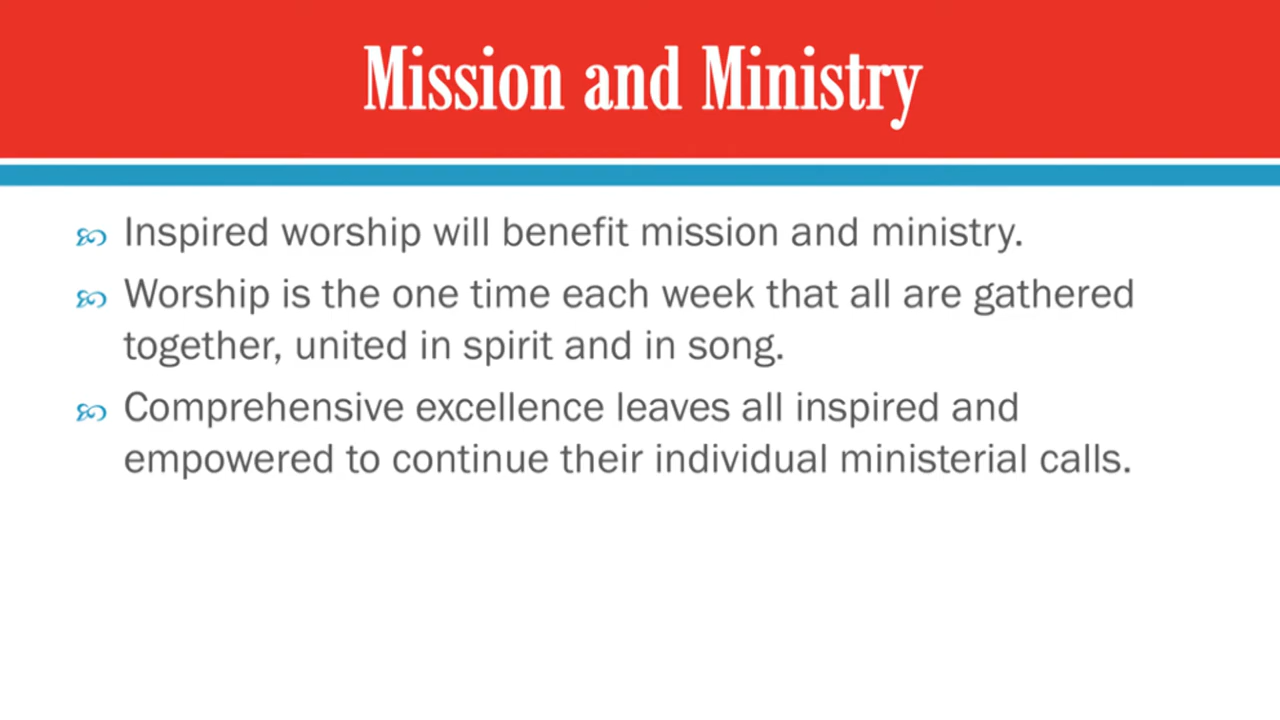 Mission and Ministry
Inspired worship will benefit mission and ministry.
Worship is the one time each week that all are gathered
together, united in spirit and in song.
Comprehensive excellence leaves all inspired and
empowered to continue their individual ministerial calls.